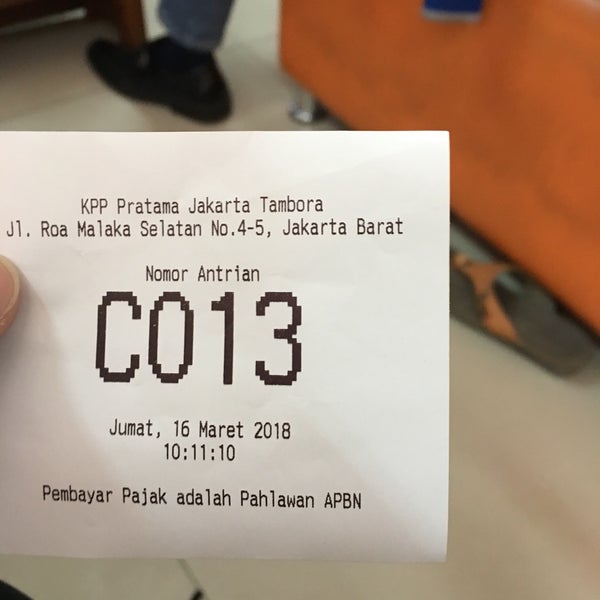 KPP Pratama Jakarta Tambora
Jl. Roa Malaka Selatan No.4-5, Jakarta Barat
Nomor Antrian
C013
Jumat, 16 Maret 2018
10:11:10
Pembayar Pajak adalah Pahlawan APBN